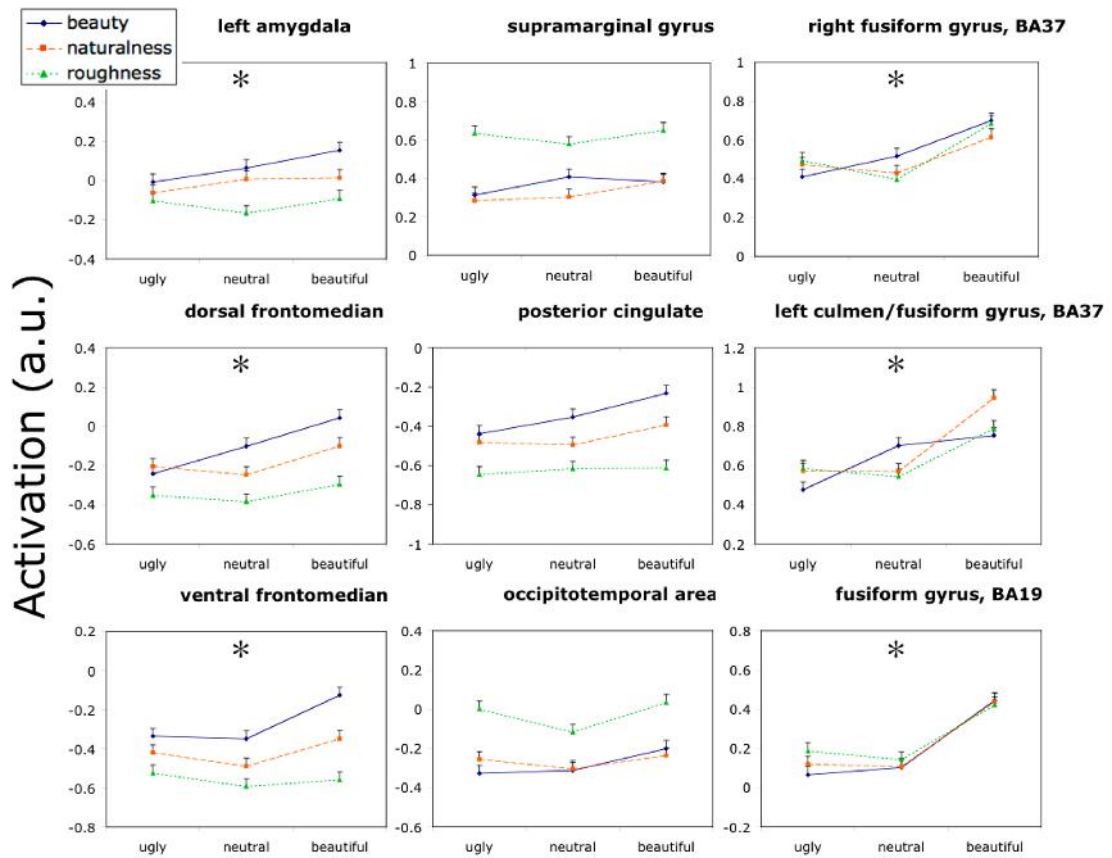 beauty
naturalness
roughness
left amygdala
supramarginal gyrus
right fusiform gyrus, BA37
*
*
0.4
0.2
0
-0.2
-0.4
1
0.8
0.6
0.4
0.2
0
1
0.8
0.6
0.4
0.2
0
ugly neutral beautiful
ugly neutral beautiful
ugly neutral beautiful
Activation (a.u.)
dorsal frontomedian
posterior cingulate
left culmen/fusiform gyrus, BA37
*
*
0.4
0.2
0
-0.2
-0.4
-0.6
-0
-0.2
-0.4
-0.6
-0.8
-1
1.2
1
0.8
0.6
0.4
0.2
ugly neutral beautiful
ugly neutral beautiful
ugly neutral beautiful
ventral frontomedian
occipitotemporal area
fusiform gyrus, BA19
*
*
0.2
0
-0.2
-0.4
-0.6
-0.8
0.4
0.2
0
-0.2
-0.4
-0.6
0.8
0.6
0.4
0.2
0
-0.2
ugly neutral beautiful
ugly neutral beautiful
ugly neutral beautiful